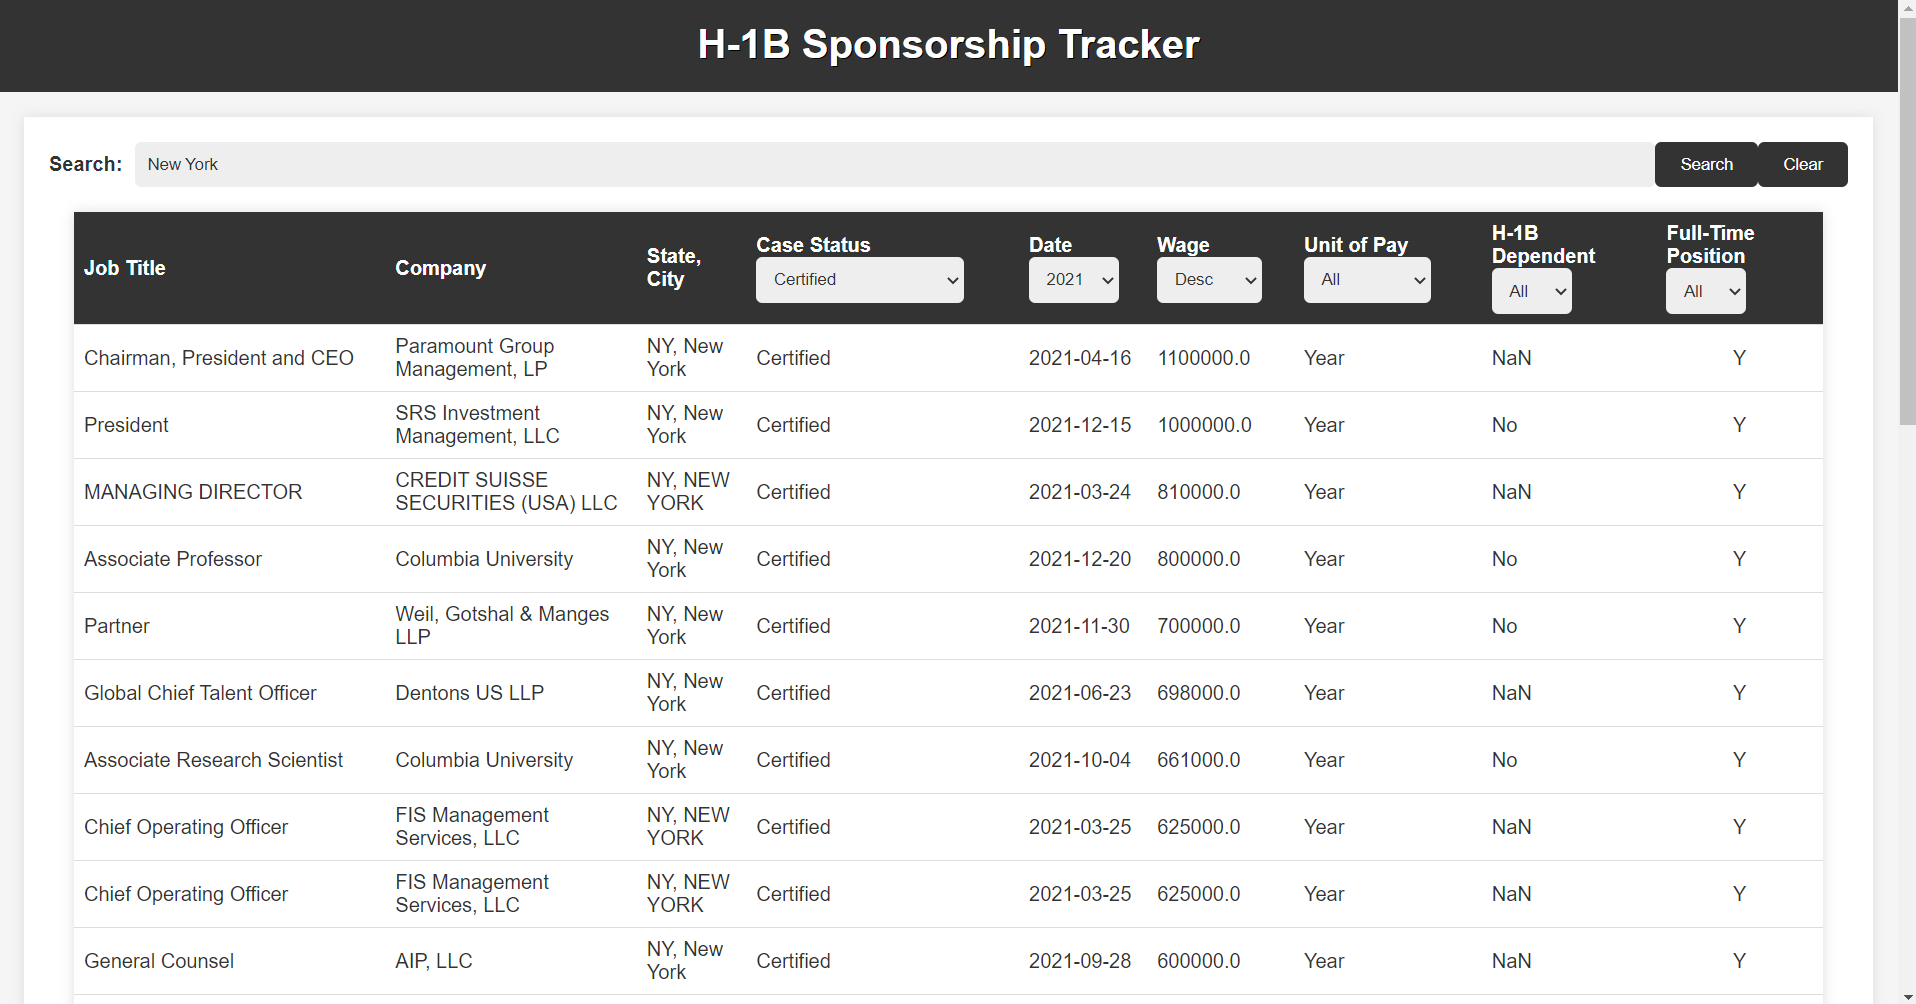 H-1B Sponsorship Tracker
Search: New York Search Clear
Job Title Company State, City Case Status Date Wage Unit of Pay H-1B Dependent Full-Time Position
Certified 2021 Desc All All All
Chairman, President and CEO Paramount Group Management, LP NY, New York Certified 2021-04-16 1100000.0 Year NaN Y
President SRS Investment Management, LLC NY, New York Certified 2021-12-15 1000000.0 Year No Y
MANAGING DIRECTOR CREDIT SUISSE SECURITIES (USA) LLC NY, NEW YORK Certified 2021-03-24 810000.0 Year NaN Y
Associate Professor Columbia University NY, New York Certified 2021-12-20 800000.0 Year No Y
Partner Weil, Gotshal & Manges LLP NY, New York Certified 2021-11-30 700000.0 Year No Y
Global Chief Talent Officer Dentons US LLP NY, New York Certified 2021-06-23 698000.0 Year NaN Y
Associate Research Scientist Columbia University NY, New York Certified 2021-10-04 661000.0 Year No Y
Chief Operating Officer FIS Management Services, LLC NY, NEW YORK Certified 2021-03-25 625000.0 Year NaN Y
Chief Operating Officer FIS Management Services, LLC NY, NEW YORK Certified 2021-03-25 625000.0 Year NaN Y
General Counsel AIP, LLC NY, New York Certified 2021-09-28 600000.0 Year NaN Y